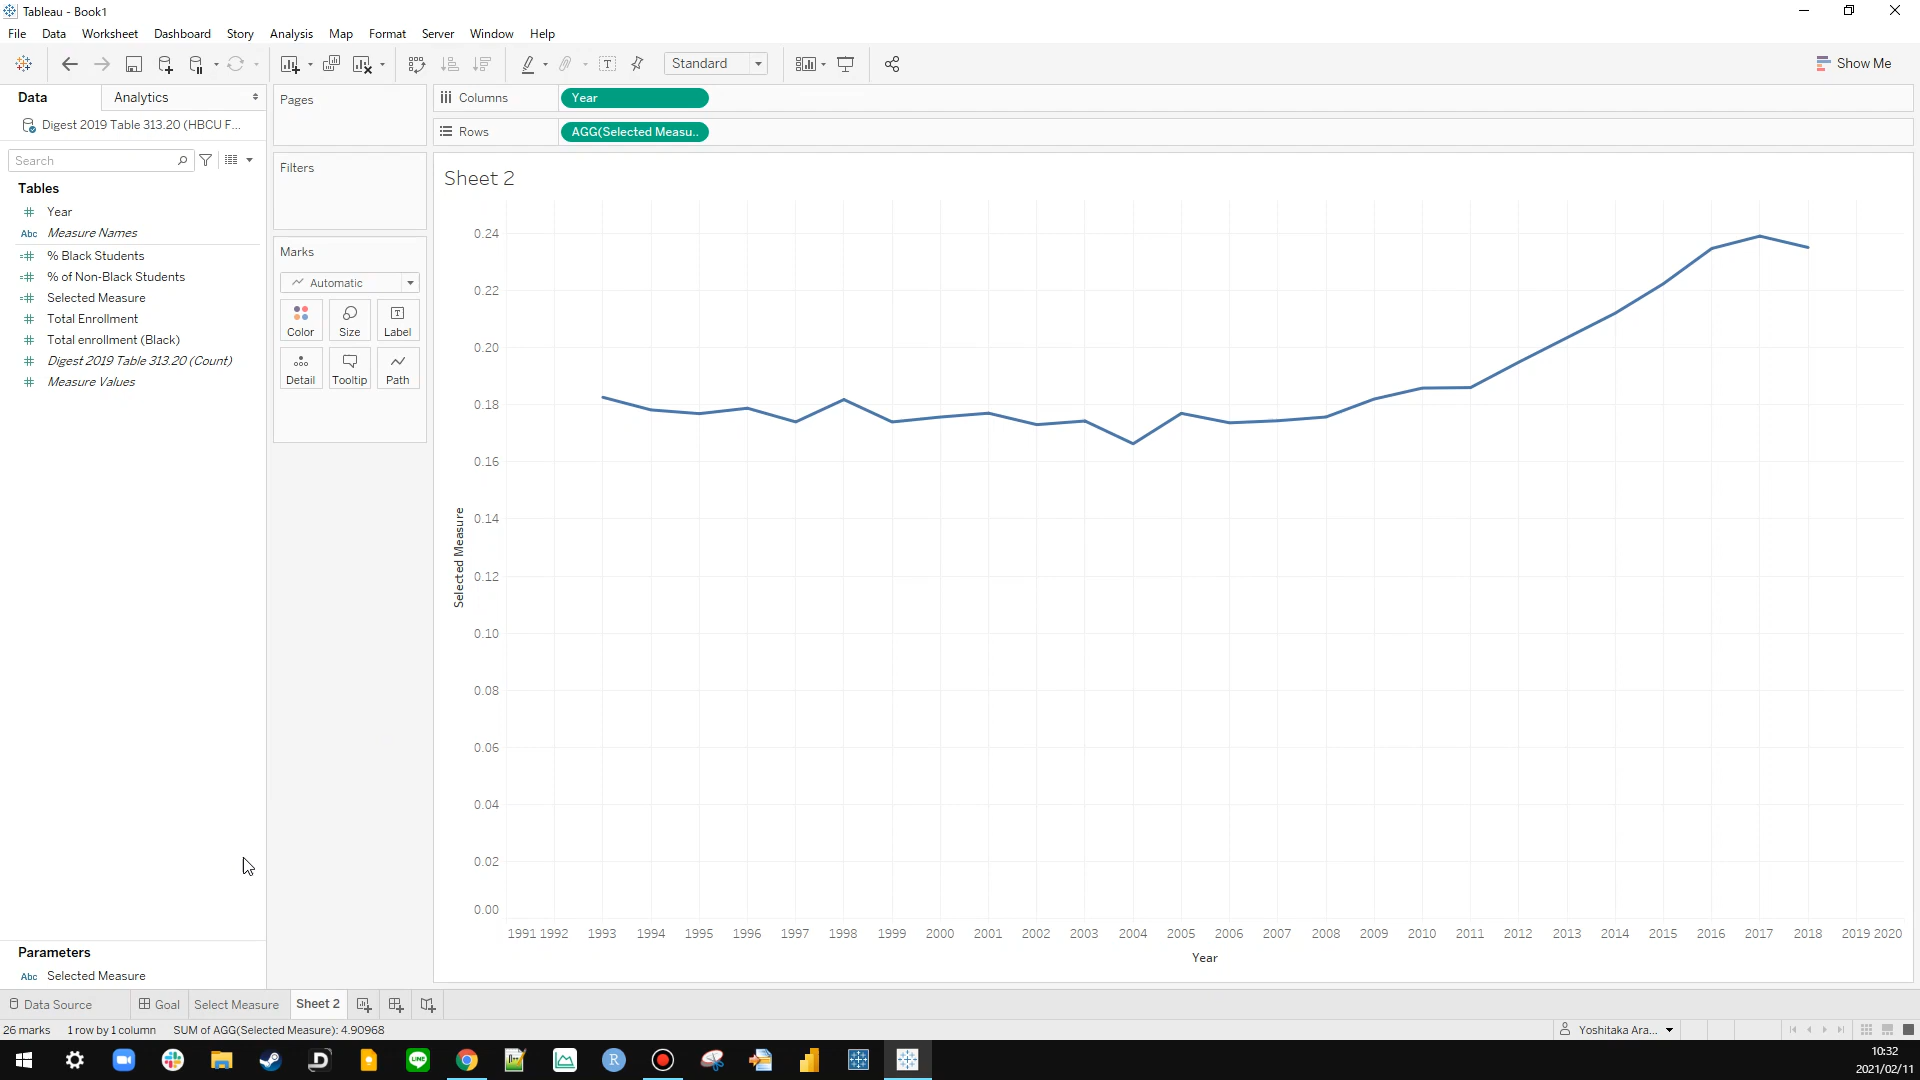 Tableau - Book1
File Data Worksheet Dashboard Story Analysis Map Format Server Window Help
Standard
Show Me
Data
Analytics
Digest 2019 Table 313.20 (HBCU F...
Search
Tables
Year
Abc Measure Names
% Black Students
% of Non-Black Students
Selected Measure
Total Enrollment
Total enrollment (Black)
Digest 2019 Table 313.20 (Count)
Measure Values
Parameters
Abc Selected Measure
Pages
Filters
Marks
Automatic
Color Size Label
Detail Tooltip Path
Columns Year
Rows AGG(Selected Measu..
Sheet 2
0.24
0.22
0.20
0.18
0.16
0.14
0.12
0.10
0.08
0.06
0.04
0.02
0.00
Selected Measure
1991 1992 1993 1994 1995 1996 1997 1998 1999 2000 2001 2002 2003 2004 2005 2006 2007 2008 2009 2010 2011 2012 2013 2014 2015 2016 2017 2018 2019 2020
Year
Data Source Goal Select Measure Sheet 2
26 marks 1 row by 1 column SUM of AGG(Selected Measure): 4.90968
Yoshitaka Ara...
10:32
2021/02/11